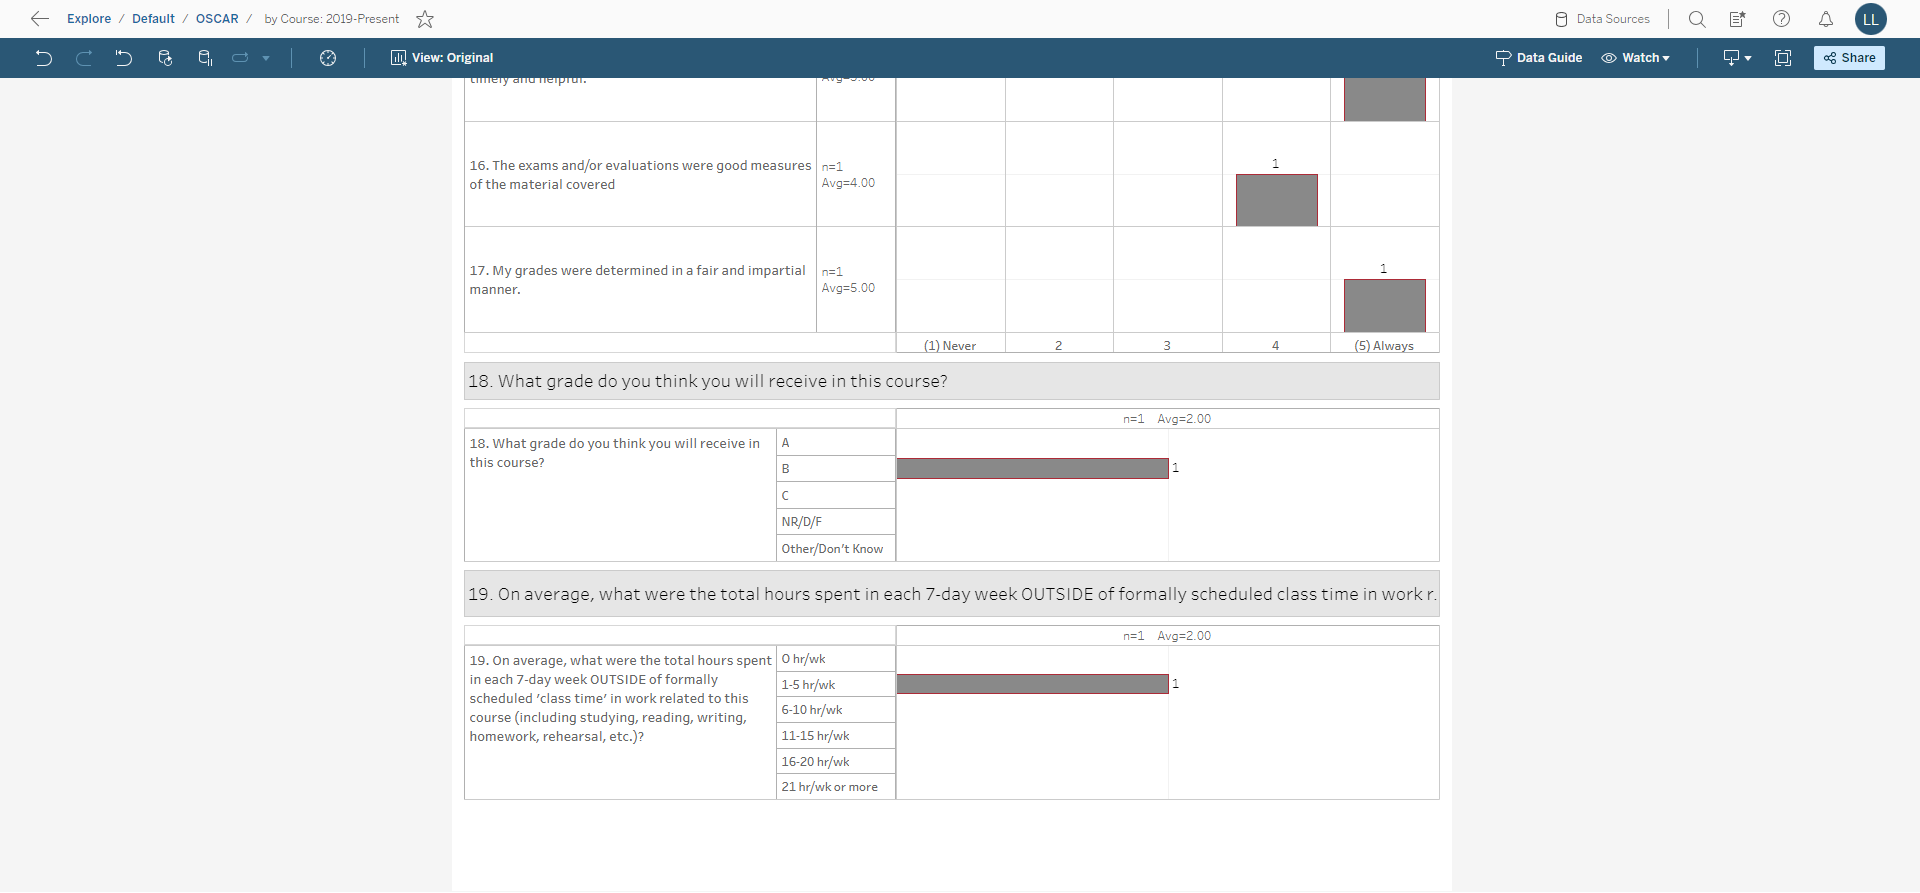 Explore / Default / OSCAR / by Course: 2019-Present
Data Sources
LL
View: Original
Data Guide
Watch
Share
timely and helpful.
Avg=5.00
16. The exams and/or evaluations were good measures
of the material covered
n=1
Avg=4.00
1
17. My grades were determined in a fair and impartial
manner.
n=1
Avg=5.00
1
(1) Never 2 3 4 (5) Always
18. What grade do you think you will receive in this course?
n=1 Avg=2.00
18. What grade do you think you will receive in
this course?
A
B
1
C
NR/D/F
Other/Don't Know
19. On average, what were the total hours spent in each 7-day week OUTSIDE of formally scheduled class time in work r.
n=1 Avg=2.00
19. On average, what were the total hours spent
in each 7-day week OUTSIDE of formally
scheduled 'class time' in work related to this
course (including studying, reading, writing,
homework, rehearsal, etc.)?
0 hr/wk
1-5 hr/wk
1
6-10 hr/wk
11-15 hr/wk
16-20 hr/wk
21 hr/wk or more